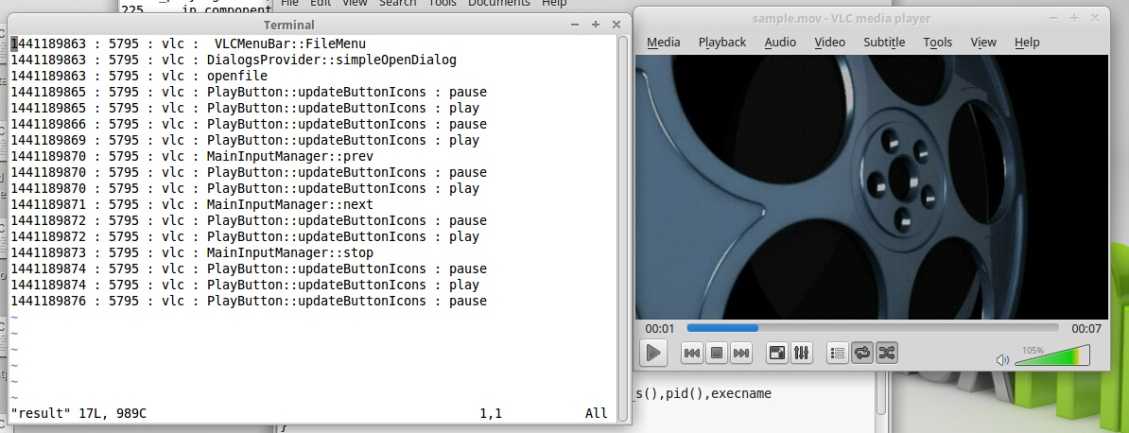 File Edit View Search Tools Documents Help
225 in component
Terminal
1441189863 : 5795 : vlc :  VLCMenuBar::FileMenu
1441189863 : 5795 : vlc : DialogsProvider::simpleOpenDialog
1441189863 : 5795 : vlc : openfile
1441189865 : 5795 : vlc : PlayButton::updateButtonIcons : pause
1441189865 : 5795 : vlc : PlayButton::updateButtonIcons : play
1441189866 : 5795 : vlc : PlayButton::updateButtonIcons : pause
1441189869 : 5795 : vlc : PlayButton::updateButtonIcons : play
1441189870 : 5795 : vlc : MainInputManager::prev
1441189870 : 5795 : vlc : PlayButton::updateButtonIcons : pause
1441189870 : 5795 : vlc : PlayButton::updateButtonIcons : play
1441189871 : 5795 : vlc : MainInputManager::next
1441189872 : 5795 : vlc : PlayButton::updateButtonIcons : pause
1441189872 : 5795 : vlc : PlayButton::updateButtonIcons : play
1441189873 : 5795 : vlc : MainInputManager::stop
1441189874 : 5795 : vlc : PlayButton::updateButtonIcons : pause
1441189874 : 5795 : vlc : PlayButton::updateButtonIcons : play
1441189876 : 5795 : vlc : PlayButton::updateButtonIcons : pause
~
~
~
~
~
~
"result" 17L, 989C 1,1 All
sample.mov - VLC media player
Media Playback Audio Video Subtitle Tools View Help
00:01 00:07
105%
_s(),pid(),execname
}